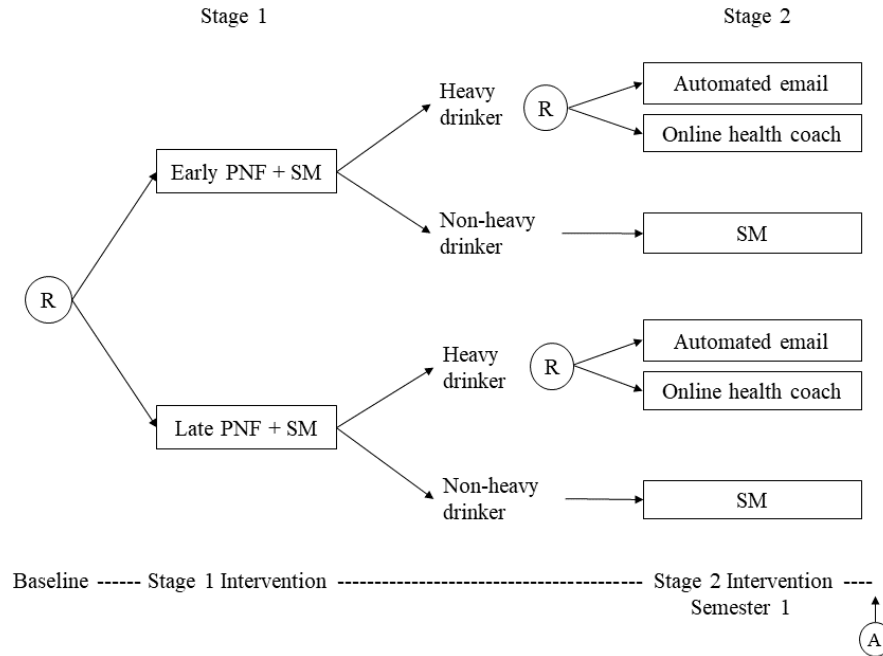 Stage 1
Stage 2
Heavy
drinker
R
Automated email
Online health coach
Early PNF + SM
Non-heavy
drinker
SM
R
Heavy
drinker
R
Automated email
Online health coach
Late PNF + SM
Non-heavy
drinker
SM
Baseline ------ Stage 1 Intervention ------------------------------------ Stage 2 Intervention ----
Semester 1
A